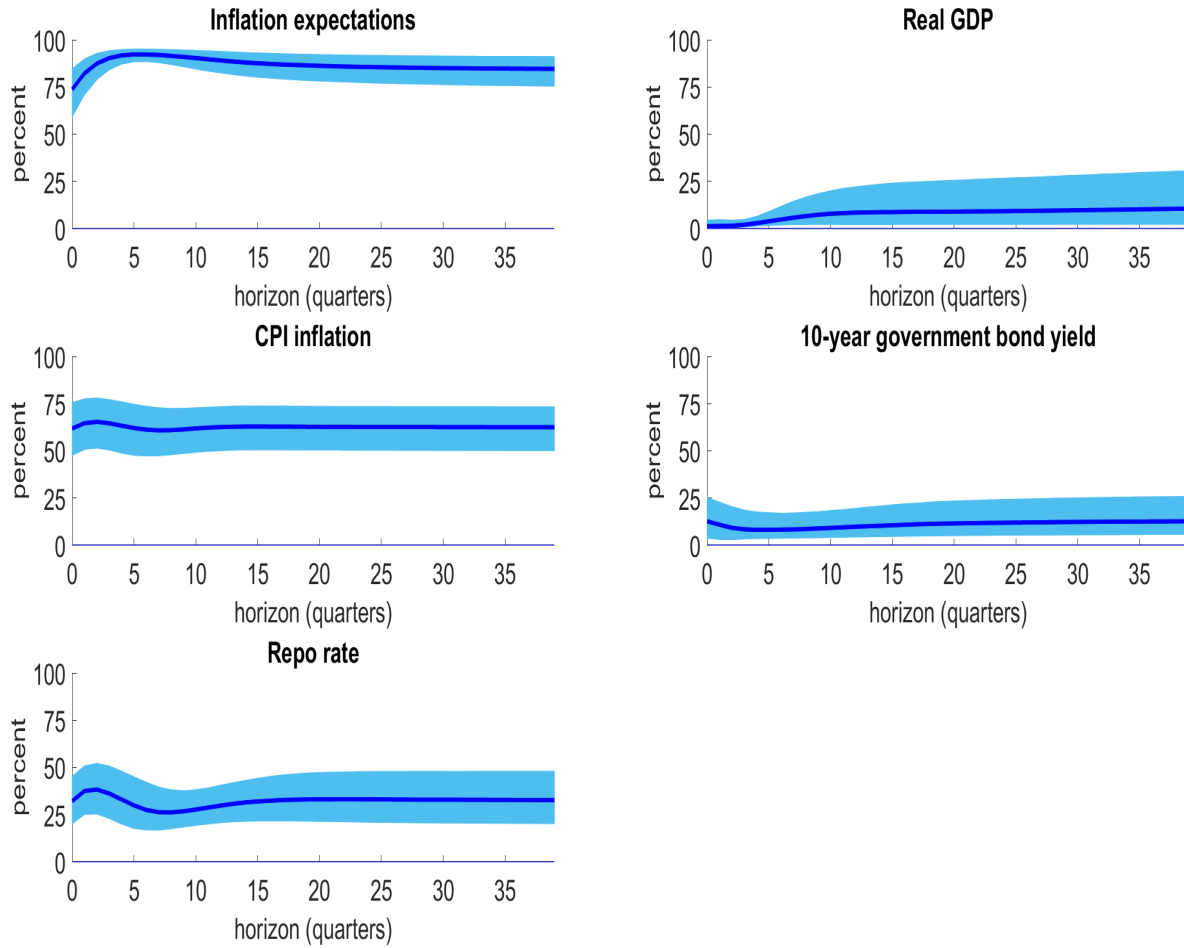 Inflation expectations
percent
100
75
50
25
0
0 5 10 15 20 25 30 35
horizon (quarters)
Real GDP
percent
100
75
50
25
0
0 5 10 15 20 25 30 35
horizon (quarters)
CPI inflation
percent
100
75
50
25
0
0 5 10 15 20 25 30 35
horizon (quarters)
10-year government bond yield
percent
100
75
50
25
0
0 5 10 15 20 25 30 35
horizon (quarters)
Repo rate
percent
100
75
50
25
0
0 5 10 15 20 25 30 35
horizon (quarters)